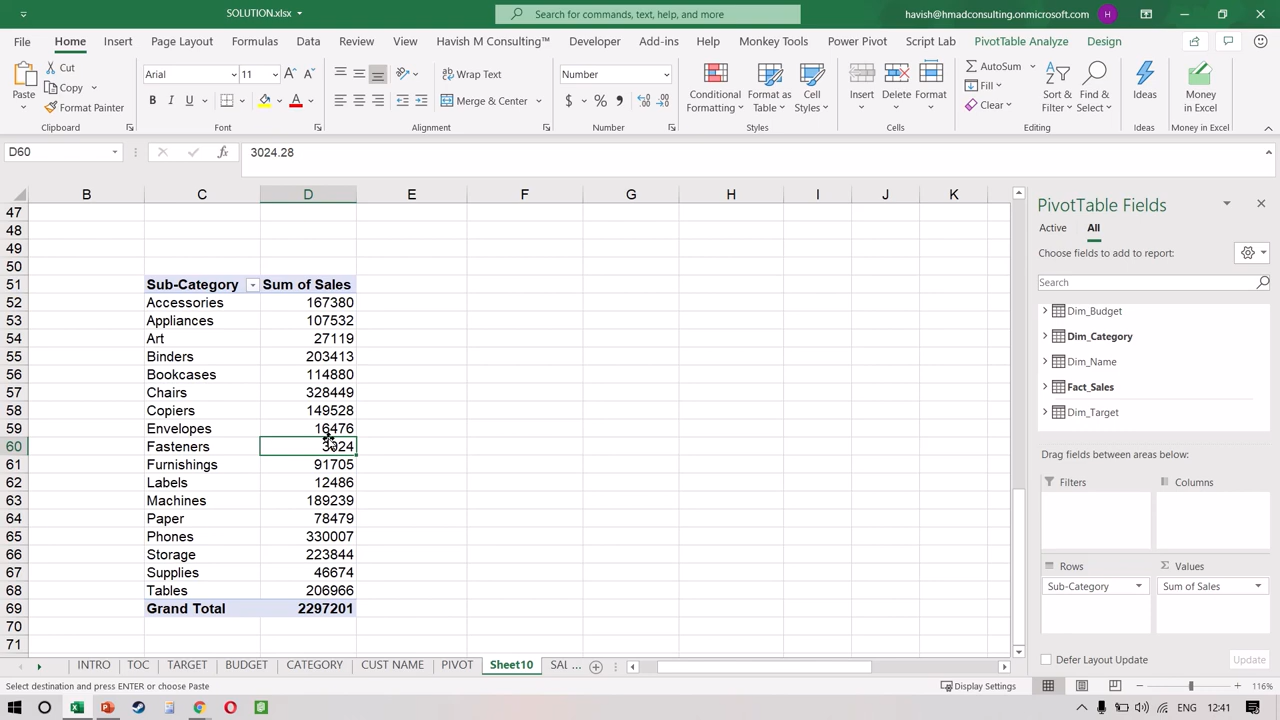 SOLUTION.xlsx
Search for commands, text, help, and more
havish@hmadconsulting.onmicrosoft.com
H
File Home Insert Page Layout Formulas Data Review View Havish M Consulting™ Developer Add-ins Help Monkey Tools Power Pivot Script Lab PivotTable Analyze Design
Paste
Cut
Copy
Format Painter
Clipboard
Arial 11
B I U
Font
Wrap Text
Merge & Center
Alignment
Number
$ % ,
Number
Conditional Formatting
Format as Table
Cell Styles
Styles
Insert Delete Format
Cells
AutoSum
Fill
Clear
Sort & Filter
Find & Select
Editing
Ideas
Ideas
Money in Excel
Money in Excel
D60 fx 3024.28
B C D E F G H I J K
47
48
49
50
51 Sub-Category Sum of Sales
52 Accessories 167380
53 Appliances 107532
54 Art 27119
55 Binders 203413
56 Bookcases 114880
57 Chairs 328449
58 Copiers 149528
59 Envelopes 16476
60 Fasteners 3024
61 Furnishings 91705
62 Labels 12486
63 Machines 189239
64 Paper 78479
65 Phones 330007
66 Storage 223844
67 Supplies 46674
68 Tables 206966
69 Grand Total 2297201
70
71
PivotTable Fields
Active All
Choose fields to add to report:
Search
Dim_Budget
Dim_Category
Dim_Name
Fact_Sales
Dim_Target
Drag fields between areas below:
Filters Columns
Rows Σ Values
Sub-Category Sum of Sales
Defer Layout Update Update
INTRO TOC TARGET BUDGET CATEGORY CUST NAME PIVOT Sheet10 SAL ...
Select destination and press ENTER or choose Paste
Display Settings
116%
ENG 12:41